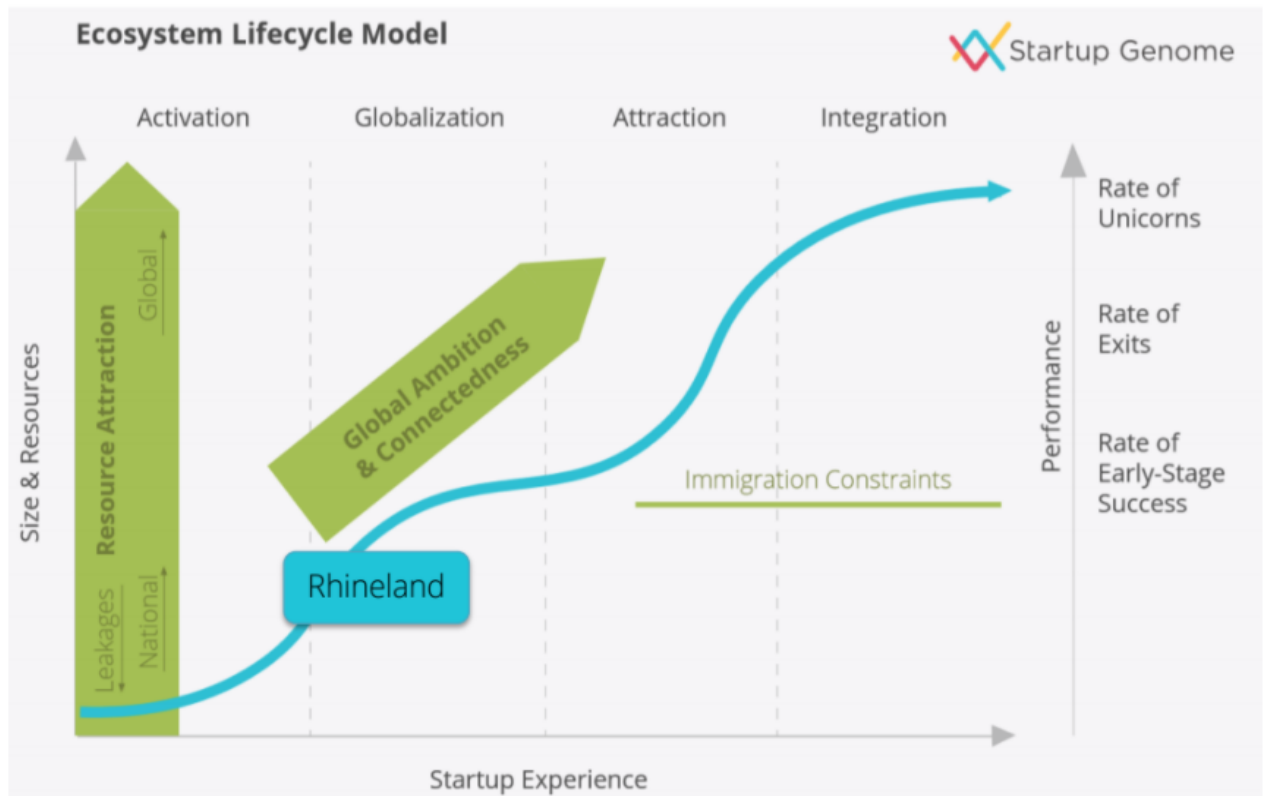 Ecosystem Lifecycle Model
Startup Genome
Activation
Globalization
Attraction
Integration
Size & Resources
Resource Attraction
Global
Leakages
National
Global Ambition
& Connectedness
Rhineland
Immigration Constraints
Performance
Rate of
Unicorns
Rate of
Exits
Rate of
Early-Stage
Success
Startup Experience